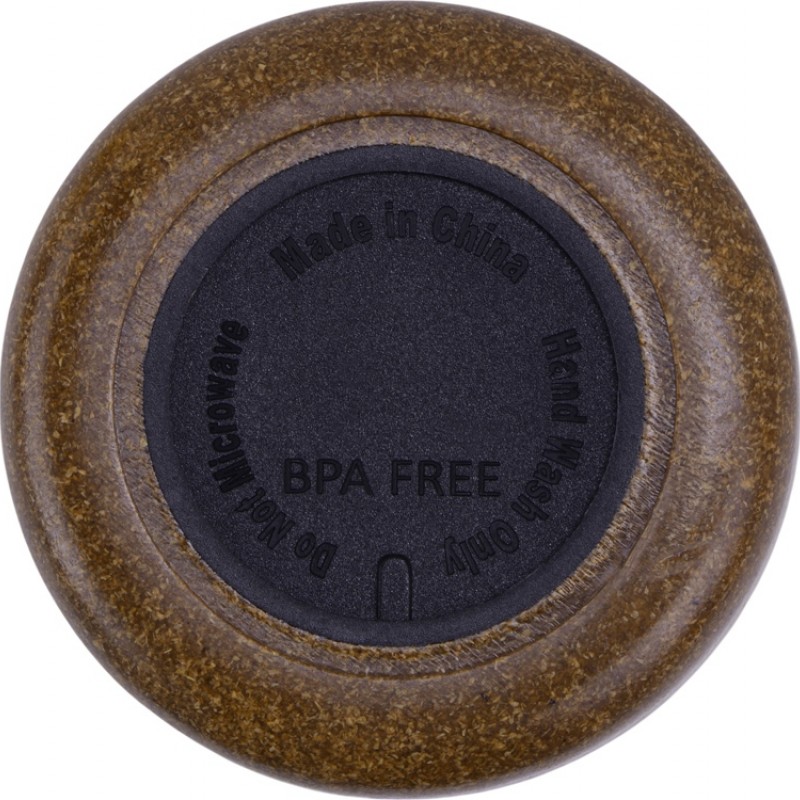 Made in China
Do Not Microwave
Hand Wash Only
BPA FREE